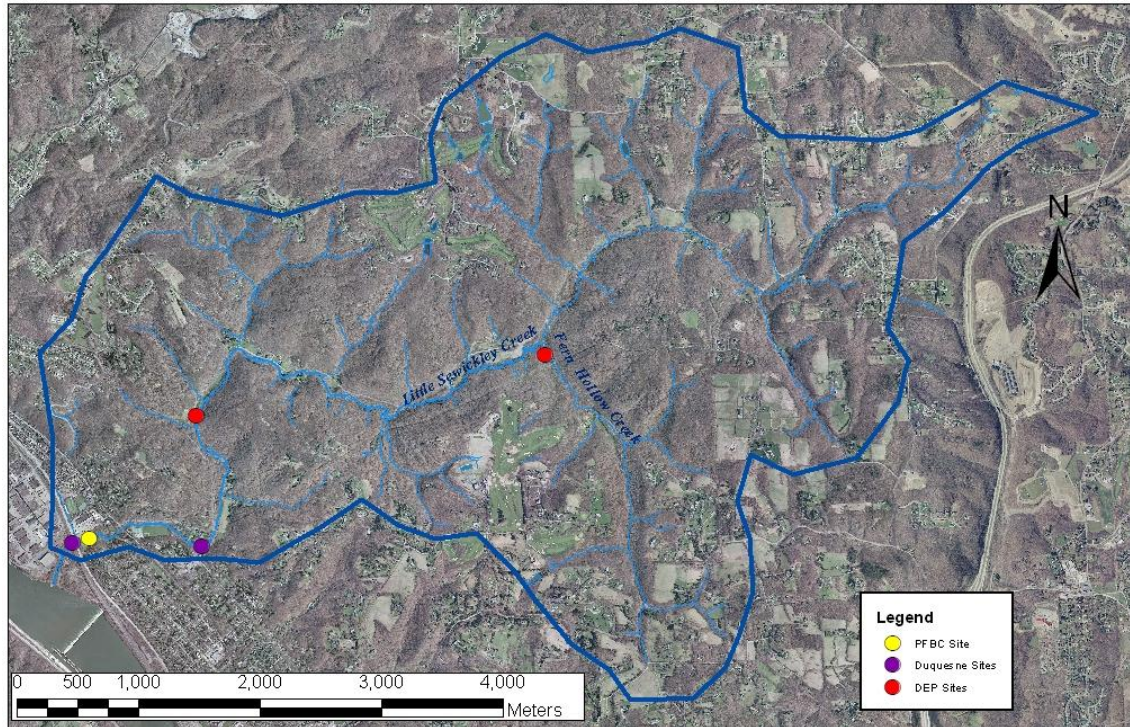 N
Little Sewickley Creek
Fern Hollow Creek
Legend
PFBC Site
Duquesne Sites
DEP Sites
0 500 1,000 2,000 3,000 4,000
Meters